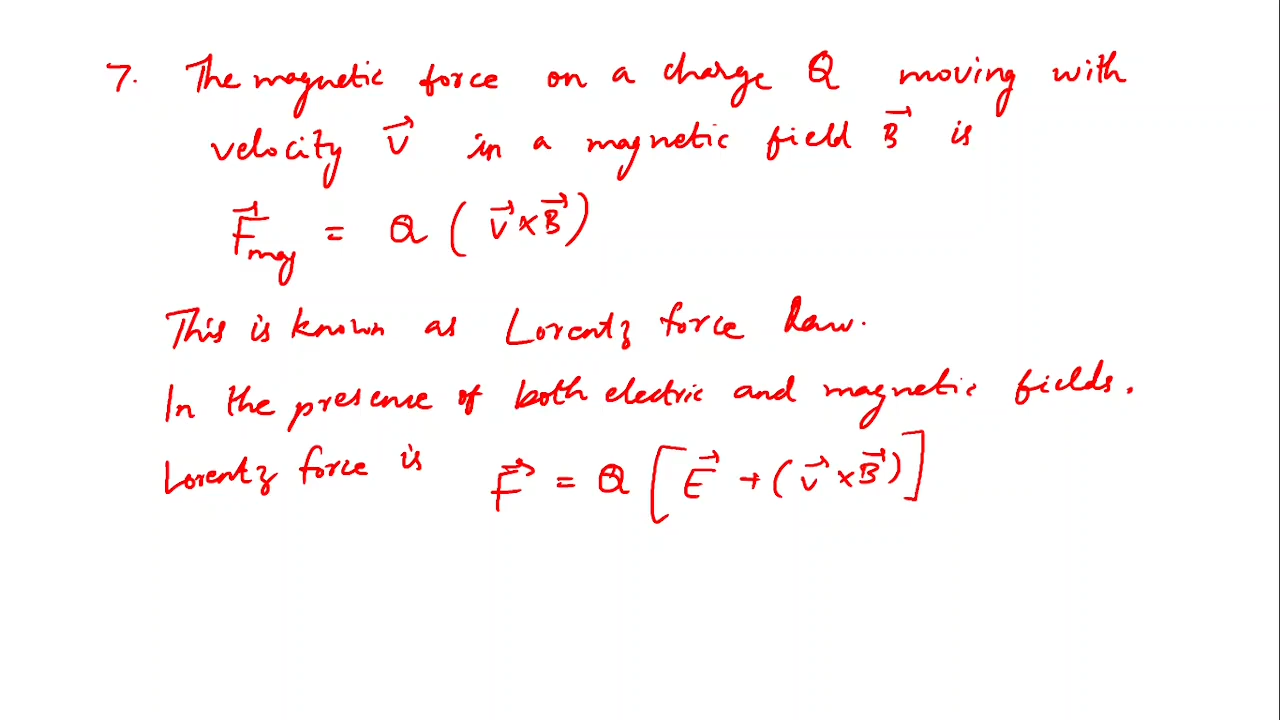 7. The magnetic force on a charge Q moving with
velocity v⃗ in a magnetic field B⃗ is
F⃗mag = Q ( v⃗ × B⃗ )
This is known as Lorentz force Law.
In the presence of both electric and magnetic fields.
Lorentz force is F⃗ = Q [ E⃗ + ( v⃗ × B⃗ ) ]